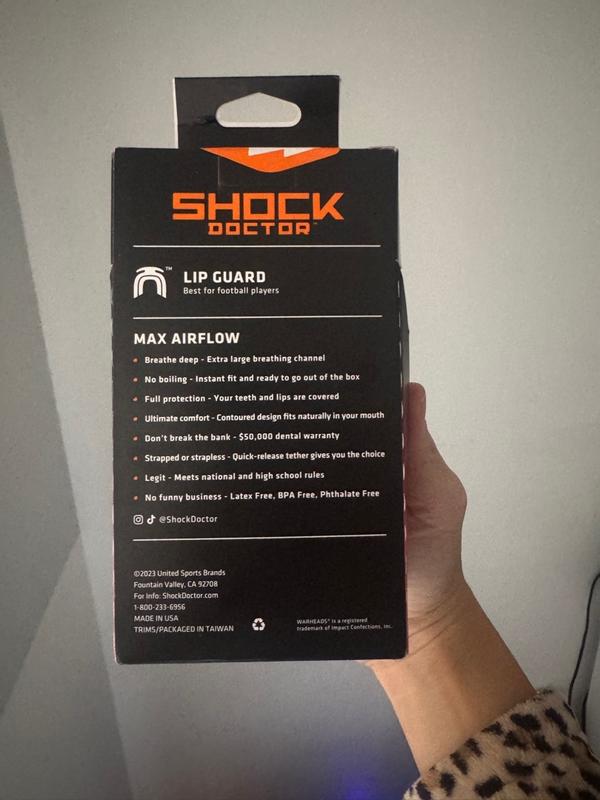 SHOCK
DOCTOR™
™ LIP GUARD
Best for football players
MAX AIRFLOW
• Breathe deep - Extra large breathing channel
• No boiling - Instant fit and ready to go out of the box
• Full protection - Your teeth and lips are covered
• Ultimate comfort - Contoured design fits naturally in your mouth
• Don't break the bank - $50,000 dental warranty
• Strapped or strapless - Quick-release tether gives you the choice
• Legit - Meets national and high school rules
• No funny business - Latex Free, BPA Free, Phthalate Free
@ShockDoctor
©2023 United Sports Brands
Fountain Valley, CA 92708
For Info: ShockDoctor.com
1-800-233-6956
MADE IN USA
TRIMS/PACKAGED IN TAIWAN
WARHEADS® is a registered
trademark of Impact Confections, Inc.